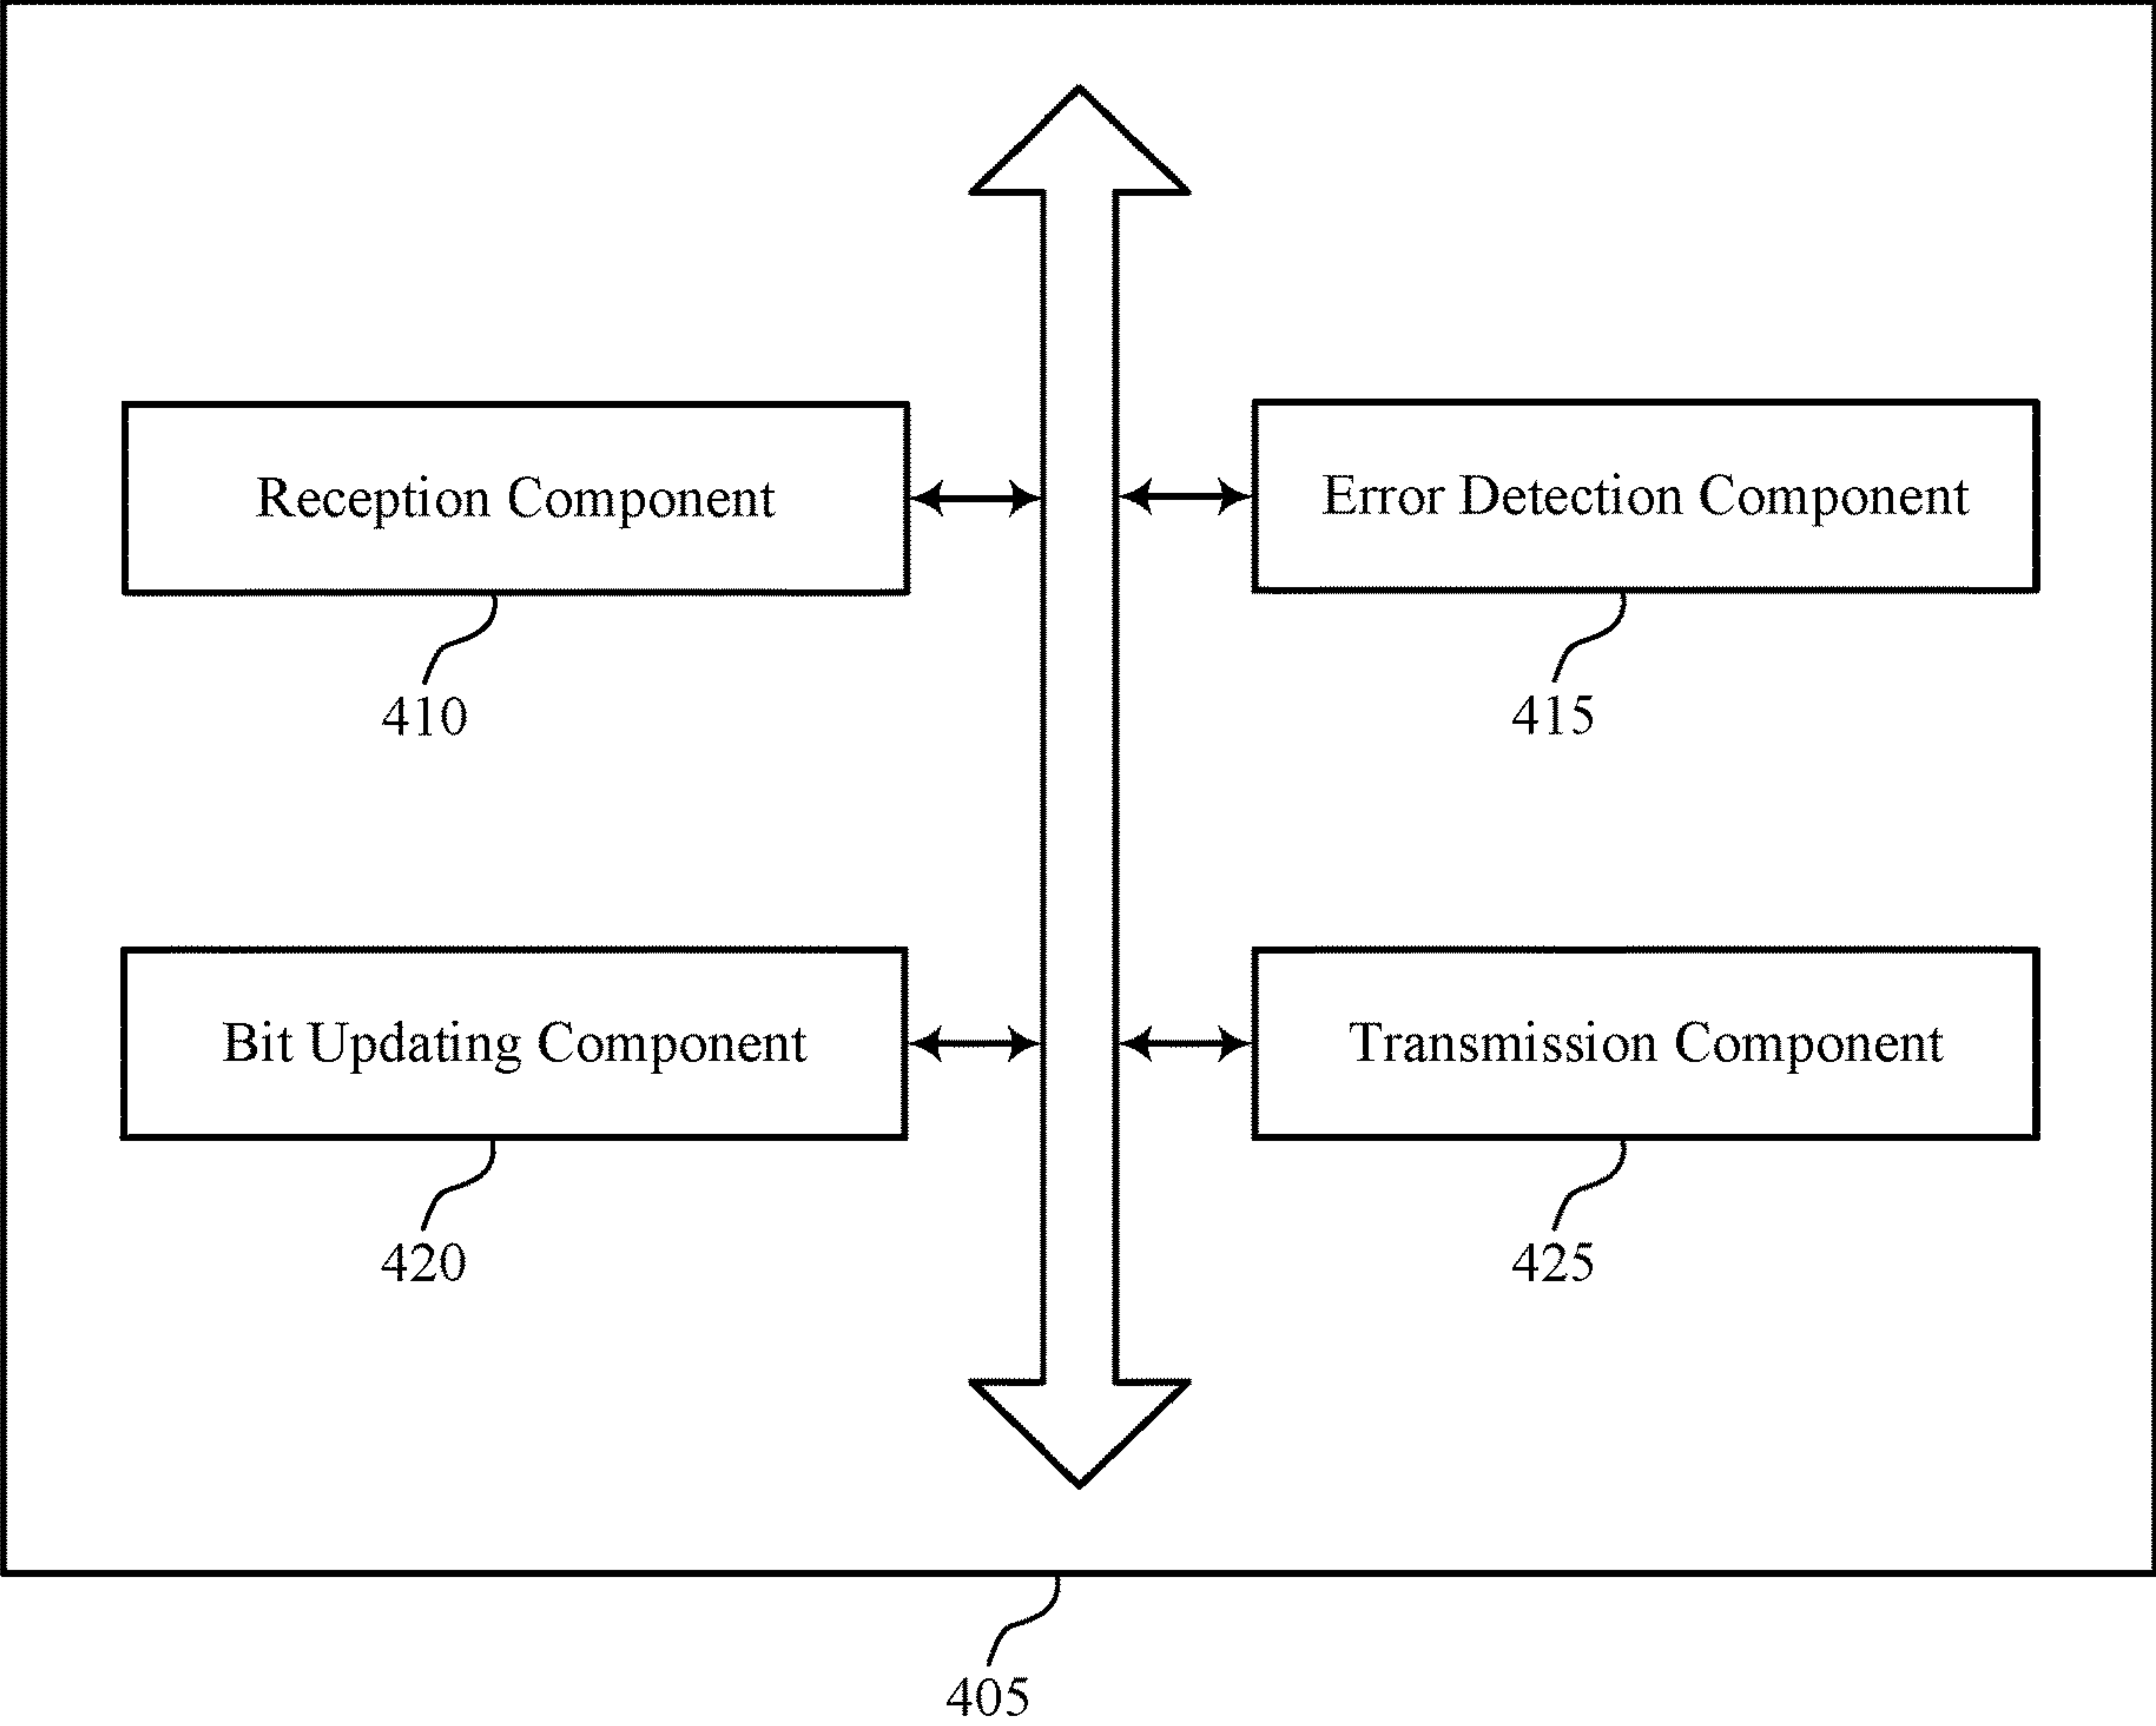 Reception Component
410
Error Detection Component
415
Bit Updating Component
420
Transmission Component
425
405